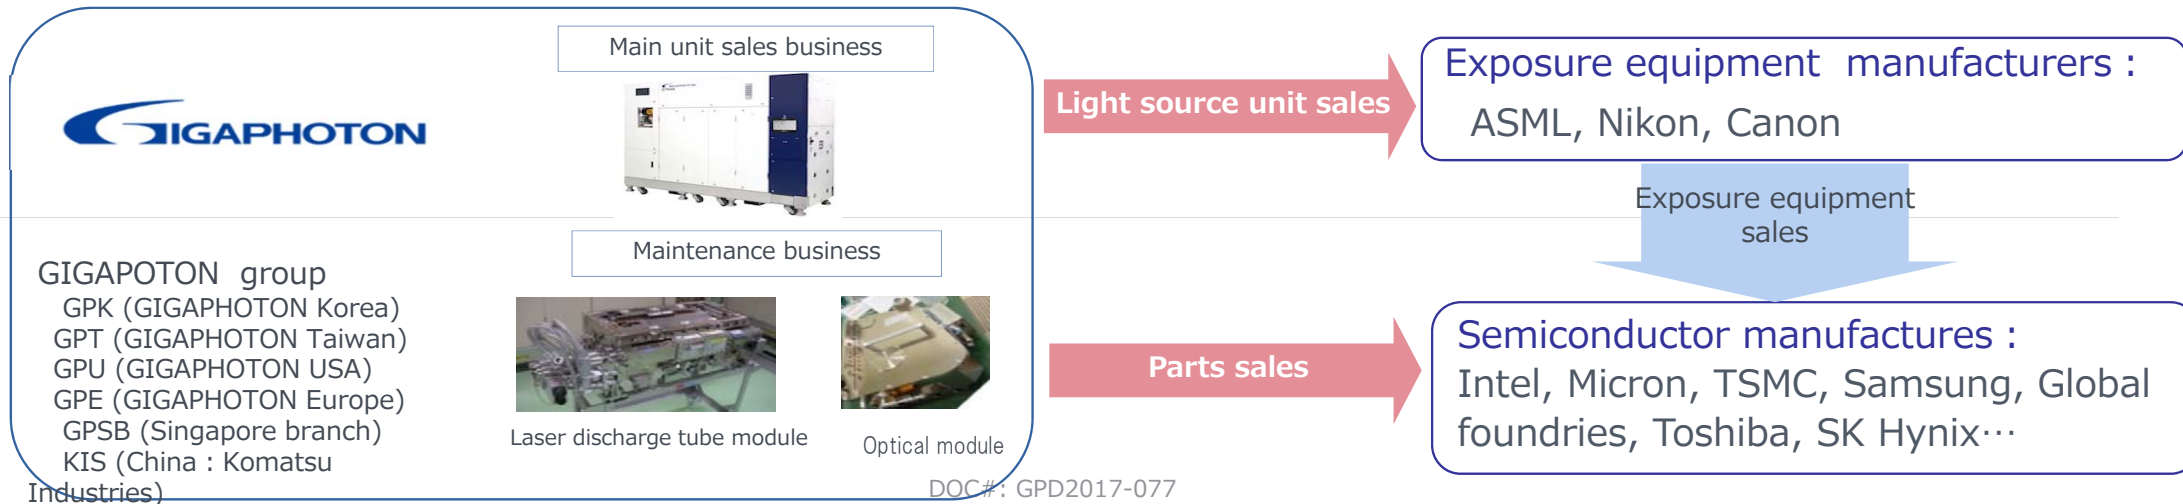 GIGAPHOTON
Main unit sales business
Maintenance business
GIGAPOTON group
GPK (GIGAPHOTON Korea)
GPT (GIGAPHOTON Taiwan)
GPU (GIGAPHOTON USA)
GPE (GIGAPHOTON Europe)
GPSB (Singapore branch)
KIS (China : Komatsu
Industries)
Laser discharge tube module
Optical module
Light source unit sales
Parts sales
Exposure equipment manufacturers :
ASML, Nikon, Canon
Exposure equipment
sales
Semiconductor manufactures :
Intel, Micron, TSMC, Samsung, Global
foundries, Toshiba, SK Hynix…
DOC#: GPD2017-077